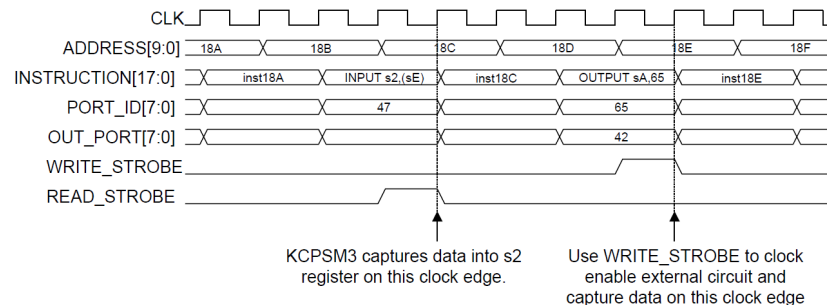 CLK
ADDRESS[9:0] 18A 18B 18C 18D 18E 18F
INSTRUCTION[17:0] inst18A INPUT s2,(sE) inst18C OUTPUT sA,65 inst18E
PORT_ID[7:0] 47 65
OUT_PORT[7:0] 42
WRITE_STROBE
READ_STROBE
KCPSM3 captures data into s2
register on this clock edge.
Use WRITE_STROBE to clock
enable external circuit and
capture data on this clock edge